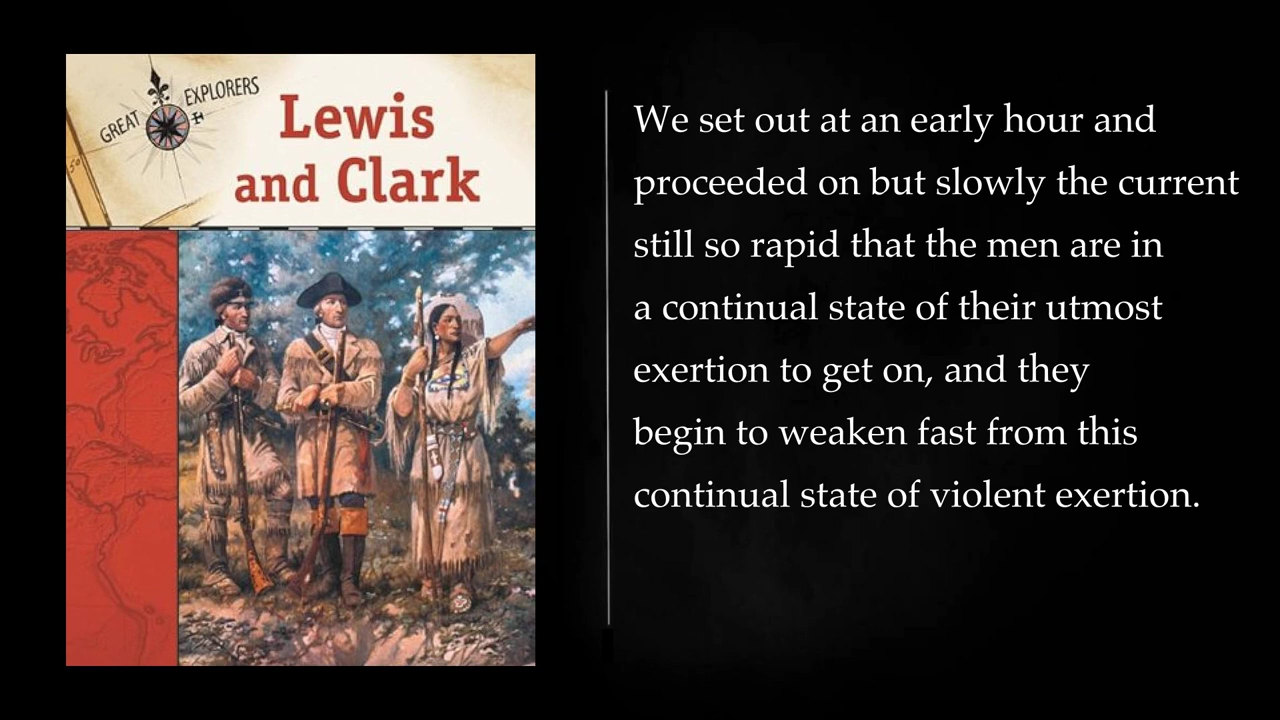 GREAT EXPLORERS
Lewis
and Clark
We set out at an early hour and
proceeded on but slowly the current
still so rapid that the men are in
a continual state of their utmost
exertion to get on, and they
begin to weaken fast from this
continual state of violent exertion.